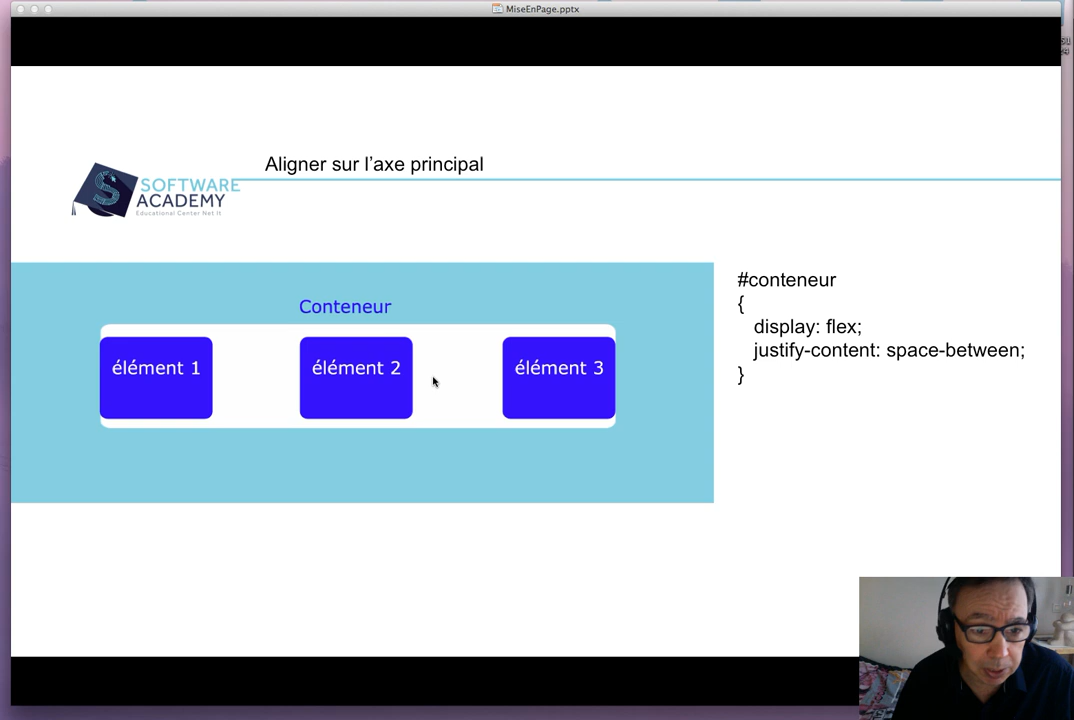 MiseEnPage.pptx
Aligner sur l’axe principal
SOFTWARE
ACADEMY
Educational Center Net It
Conteneur
élément 1
élément 2
élément 3
#conteneur
{
display: flex;
justify-content: space-between;
}